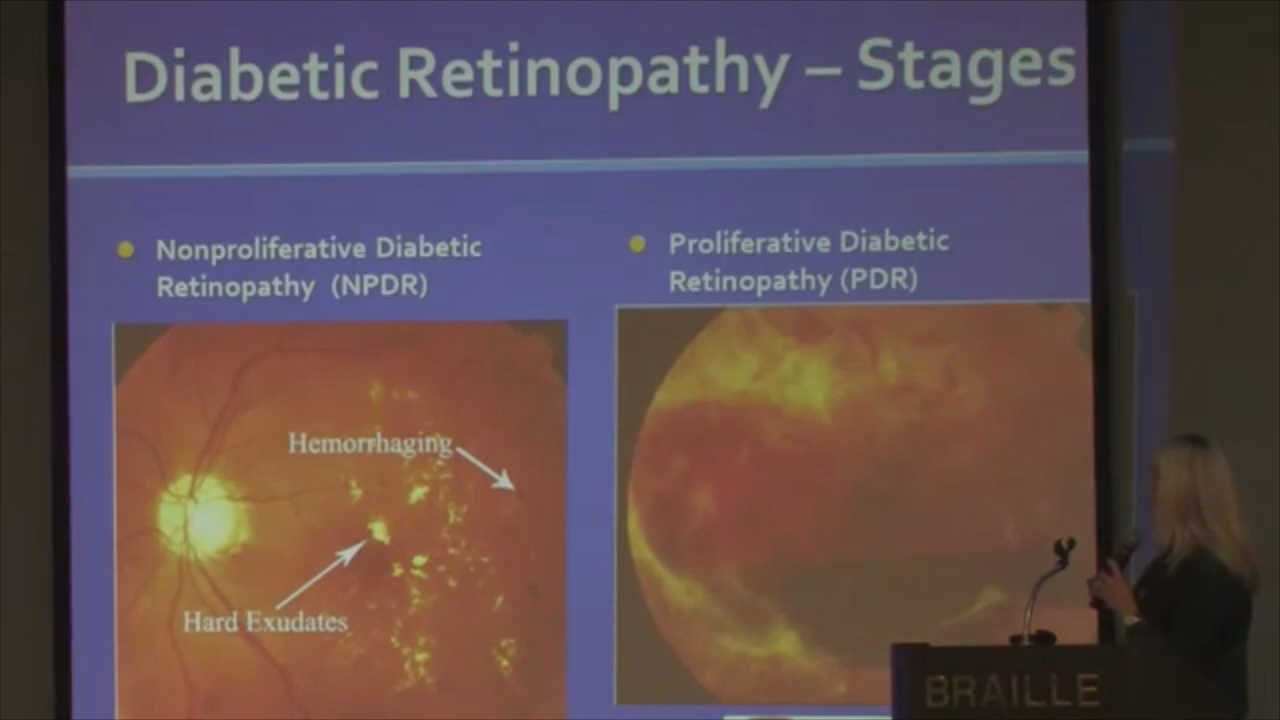 Diabetic Retinopathy – Stages
Nonproliferative Diabetic
Retinopathy (NPDR)
Proliferative Diabetic
Retinopathy (PDR)
Hemorrhaging
Hard Exudates
BRAILLE